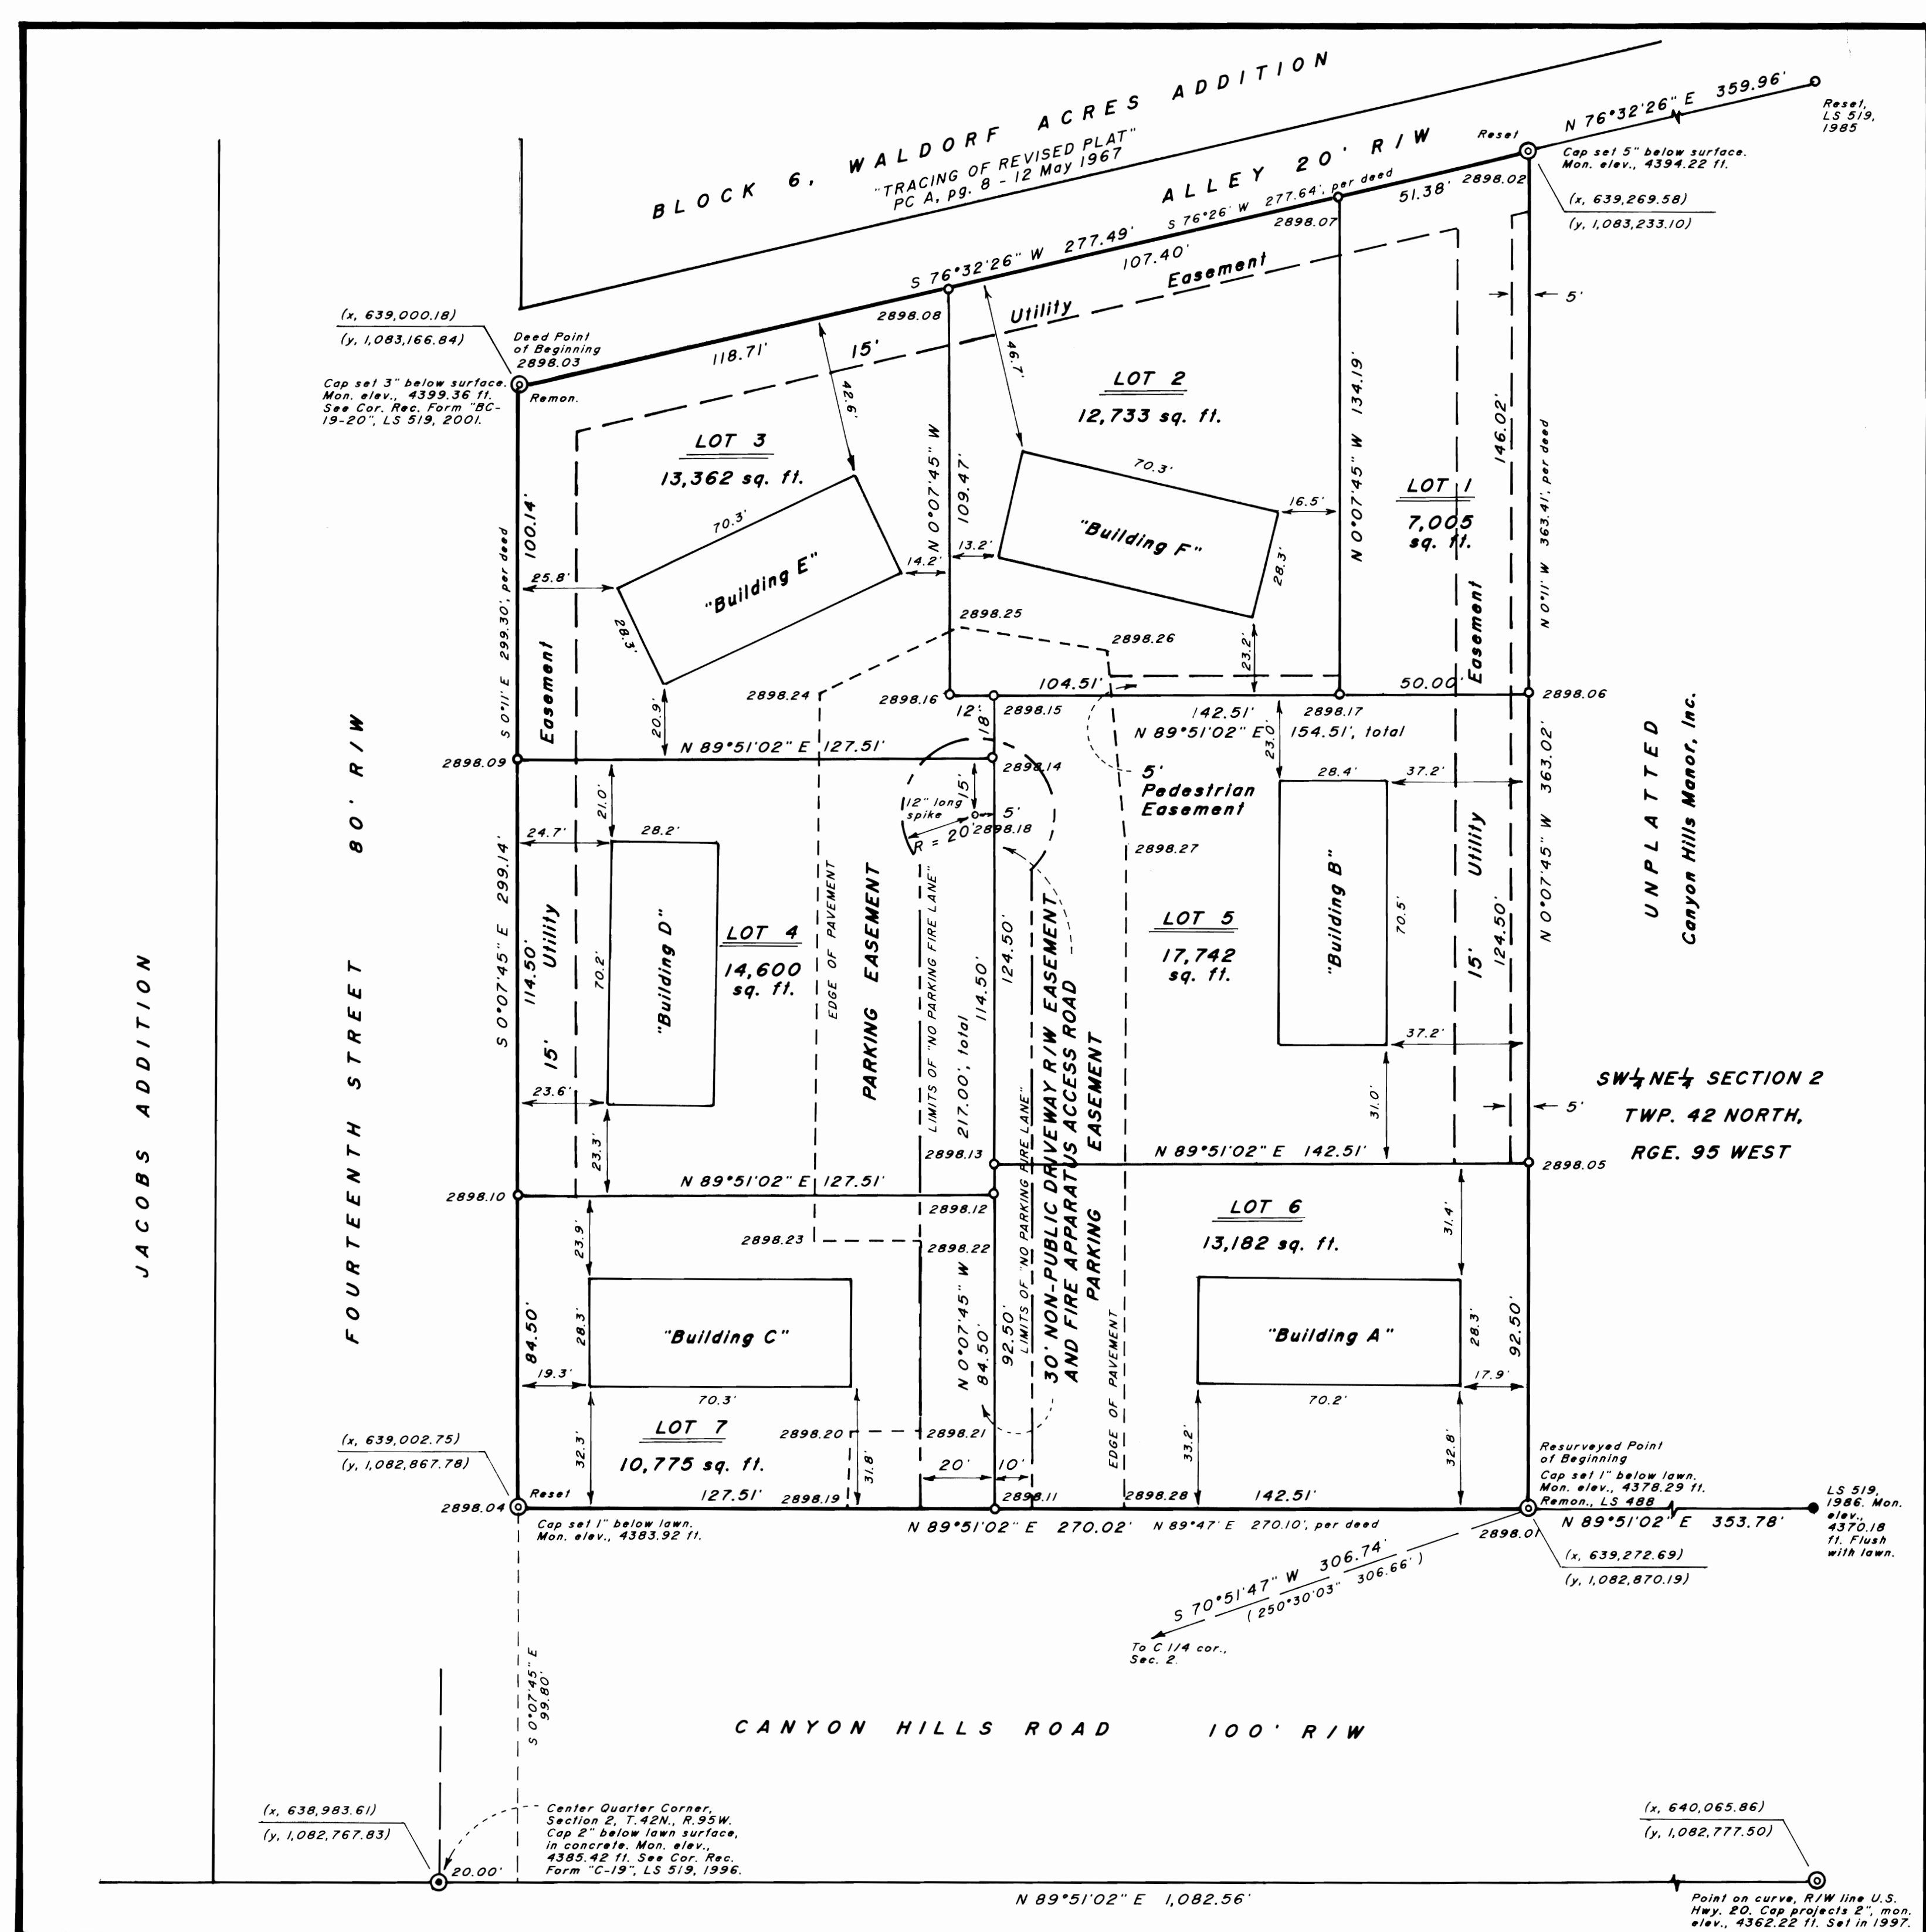 BLOCK 6, WALDORF ACRES ADDITION
"TRACING OF REVISED PLAT"
PC A, pg. 8 - 12 May 1967
ALLEY 20' R/W
N 76°32'26" E 359.96'
Reset,
LS 519,
1985
Reset
Cap set 5" below surface.
Mon. elev., 4394.22 ft.
2898.02
51.38'
S 76°26' W 277.64', per deed
2898.07
(x, 639,269.58)
(y, 1,083,233.10)
S 76°32'26" W 277.49'
107.40'
Easement
Utility
15'
5'
2898.08
118.71'
(x, 639,000.18)
(y, 1,083,166.84)
Deed Point
of Beginning
2898.03
Cap set 3" below surface.
Mon. elev., 4399.36 ft.
See Cor. Rec. Form "BC-
19-20", LS 519, 2001.
Remon.
42.6'
46.7'
LOT 3
13,362 sq. ft.
LOT 2
12,733 sq. ft.
LOT 1
7,005
sq. ft.
N 0°07'45" W 134.19'
146.02'
N 0°11' W 363.41', per deed
N 0°07'45" W
109.47'
100.14'
S 0°11' E 299.30', per deed
70.3'
"Building E"
28.3'
25.8'
14.2'
13.2'
70.3'
"Building F"
28.3'
16.5'
23.2'
Easement
Easement
2898.25
2898.26
2898.24
2898.16
104.51'
50.00'
2898.06
12'
18'
2898.15
142.51'
2898.17
N 89°51'02" E 154.51', total
20.9'
N 89°51'02" E 127.51'
2898.09
2898.14
23.0'
5'
Pedestrian
Easement
28.4'
37.2'
12" long
spike
15'
5'
2898.18
R = 20'
21.0'
24.7'
28.2'
2898.27
N 0°07'45" W 363.02'
UNPLATTED
Canyon Hills Manor, Inc.
JACOBS ADDITION
FOURTEENTH STREET 80' R/W
S 0°07'45" E 299.14'
114.50'
15' Utility
70.2'
"Building D"
LOT 4
14,600
sq. ft.
EDGE OF PAVEMENT
PARKING EASEMENT
LIMITS OF "NO PARKING FIRE LANE"
217.00', total
114.50'
124.50'
LIMITS OF "NO PARKING FIRE LANE"
30' NON-PUBLIC DRIVEWAY R/W EASEMENT
AND FIRE APPARATUS ACCESS ROAD
PARKING EASEMENT
EDGE OF PAVEMENT
LOT 5
17,742
sq. ft.
"Building B"
70.5'
37.2'
31.0'
15' Utility
124.50'
5'
SW¼ NE¼ SECTION 2
TWP. 42 NORTH,
RGE. 95 WEST
23.6'
23.3'
2898.13
N 89°51'02" E 142.51'
2898.05
2898.10
N 89°51'02" E 127.51'
2898.12
23.9'
2898.23
2898.22
LOT 6
13,182 sq. ft.
31.4'
84.50'
28.3'
"Building C"
19.3'
70.3'
N 0°07'45" W
84.50'
92.50'
"Building A"
28.3'
92.50'
17.9'
70.2'
LOT 7
10,775 sq. ft.
32.3'
2898.20
2898.21
31.8'
20'
10'
33.2'
32.8'
(x, 639,002.75)
(y, 1,082,867.78)
2898.04
Reset
127.51'
2898.19
2898.11
2898.28
142.51'
Cap set 1" below lawn.
Mon. elev., 4383.92 ft.
N 89°51'02" E 270.02'
N 89°47' E 270.10', per deed
2898.01
Resurveyed Point
of Beginning
Cap set 1" below lawn.
Mon. elev., 4378.29 ft.
Remon., LS 488
N 89°51'02" E 353.78'
LS 519,
1986. Mon.
elev.,
4370.18
ft. Flush
with lawn.
(x, 639,272.69)
(y, 1,082,870.19)
S 70°51'47" W 306.74'
(250°30'03" 306.66')
To C 1/4 cor.,
Sec. 2.
S 0°07'45" E
99.80'
CANYON HILLS ROAD 100' R/W
(x, 638,983.61)
(y, 1,082,767.83)
Center Quarter Corner,
Section 2, T.42N., R.95W.
Cap 2" below lawn surface,
in concrete. Mon. elev.,
4385.42 ft. See Cor. Rec.
Form "C-19", LS 519, 1996.
20.00'
N 89°51'02" E 1,082.56'
(x, 640,065.86)
(y, 1,082,777.50)
Point on curve, R/W line U.S.
Hwy. 20. Cap projects 2", mon.
elev., 4362.22 ft. Set in 1997.